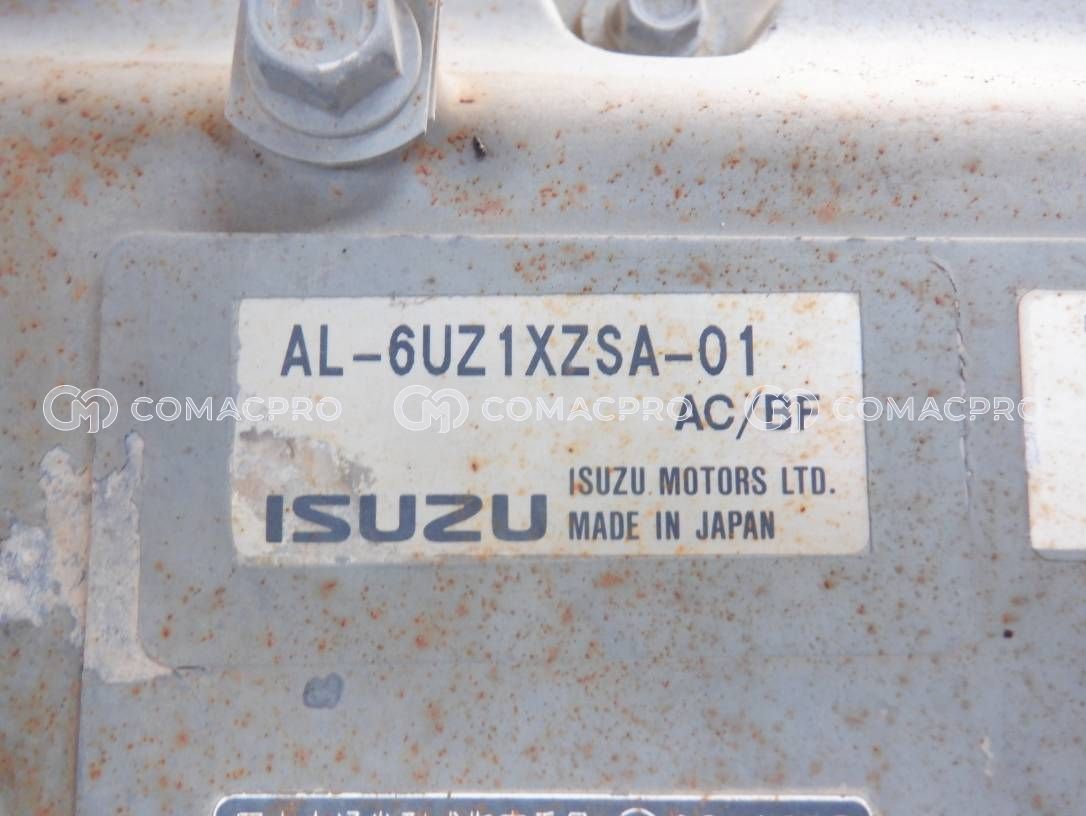 AL-6UZ1XZSA-01
AC/BF
COMACPRO COMACPRO COMACPRO
ISUZU MOTORS LTD.
ISUZU MADE IN JAPAN